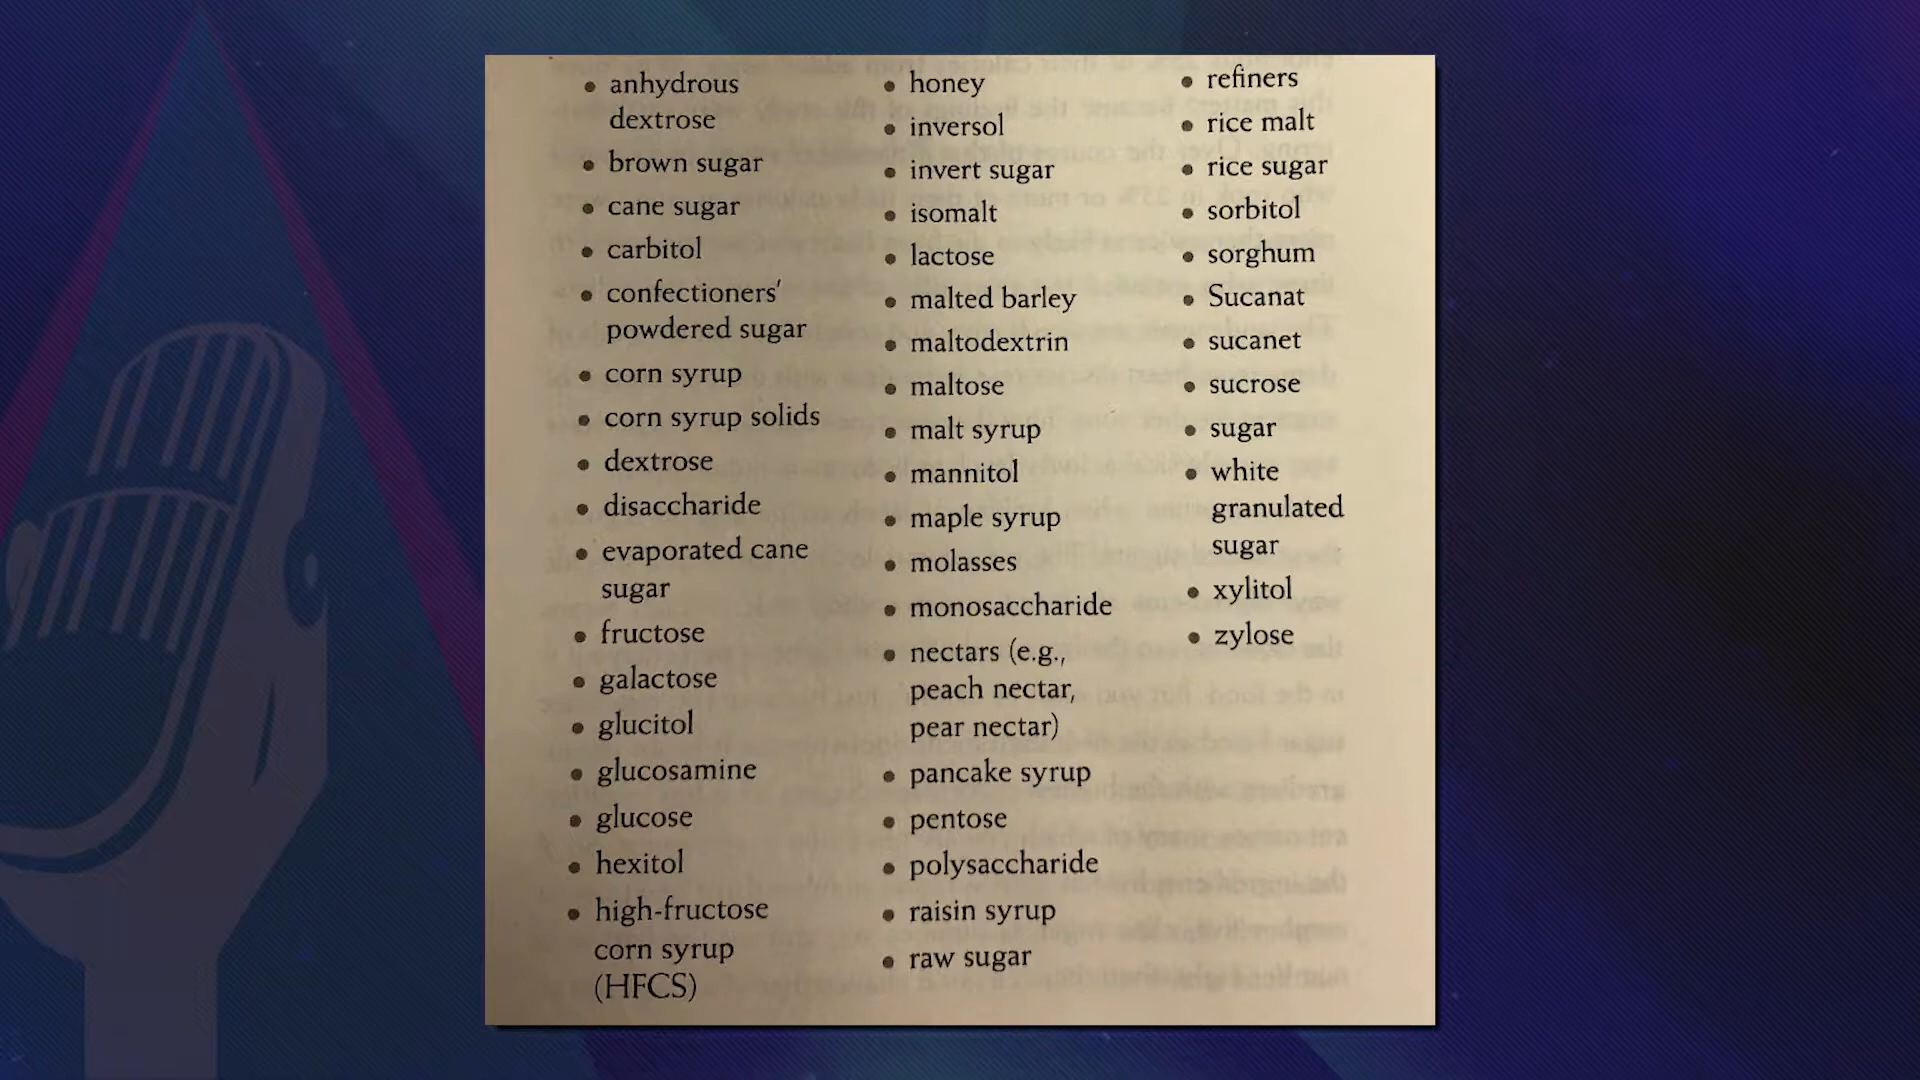 • anhydrous
dextrose
• brown sugar
• cane sugar
• carbitol
• confectioners'
powdered sugar
• corn syrup
• corn syrup solids
• dextrose
• disaccharide
• evaporated cane
sugar
• fructose
• galactose
• glucitol
• glucosamine
• glucose
• hexitol
• high-fructose
corn syrup
(HFCS)
• honey
• inversol
• invert sugar
• isomalt
• lactose
• malted barley
• maltodextrin
• maltose
• malt syrup
• mannitol
• maple syrup
• molasses
• monosaccharide
• nectars (e.g.,
peach nectar,
pear nectar)
• pancake syrup
• pentose
• polysaccharide
• raisin syrup
• raw sugar
• refiners
• rice malt
• rice sugar
• sorbitol
• sorghum
• Sucanat
• sucanet
• sucrose
• sugar
• white
granulated
sugar
• xylitol
• zylose